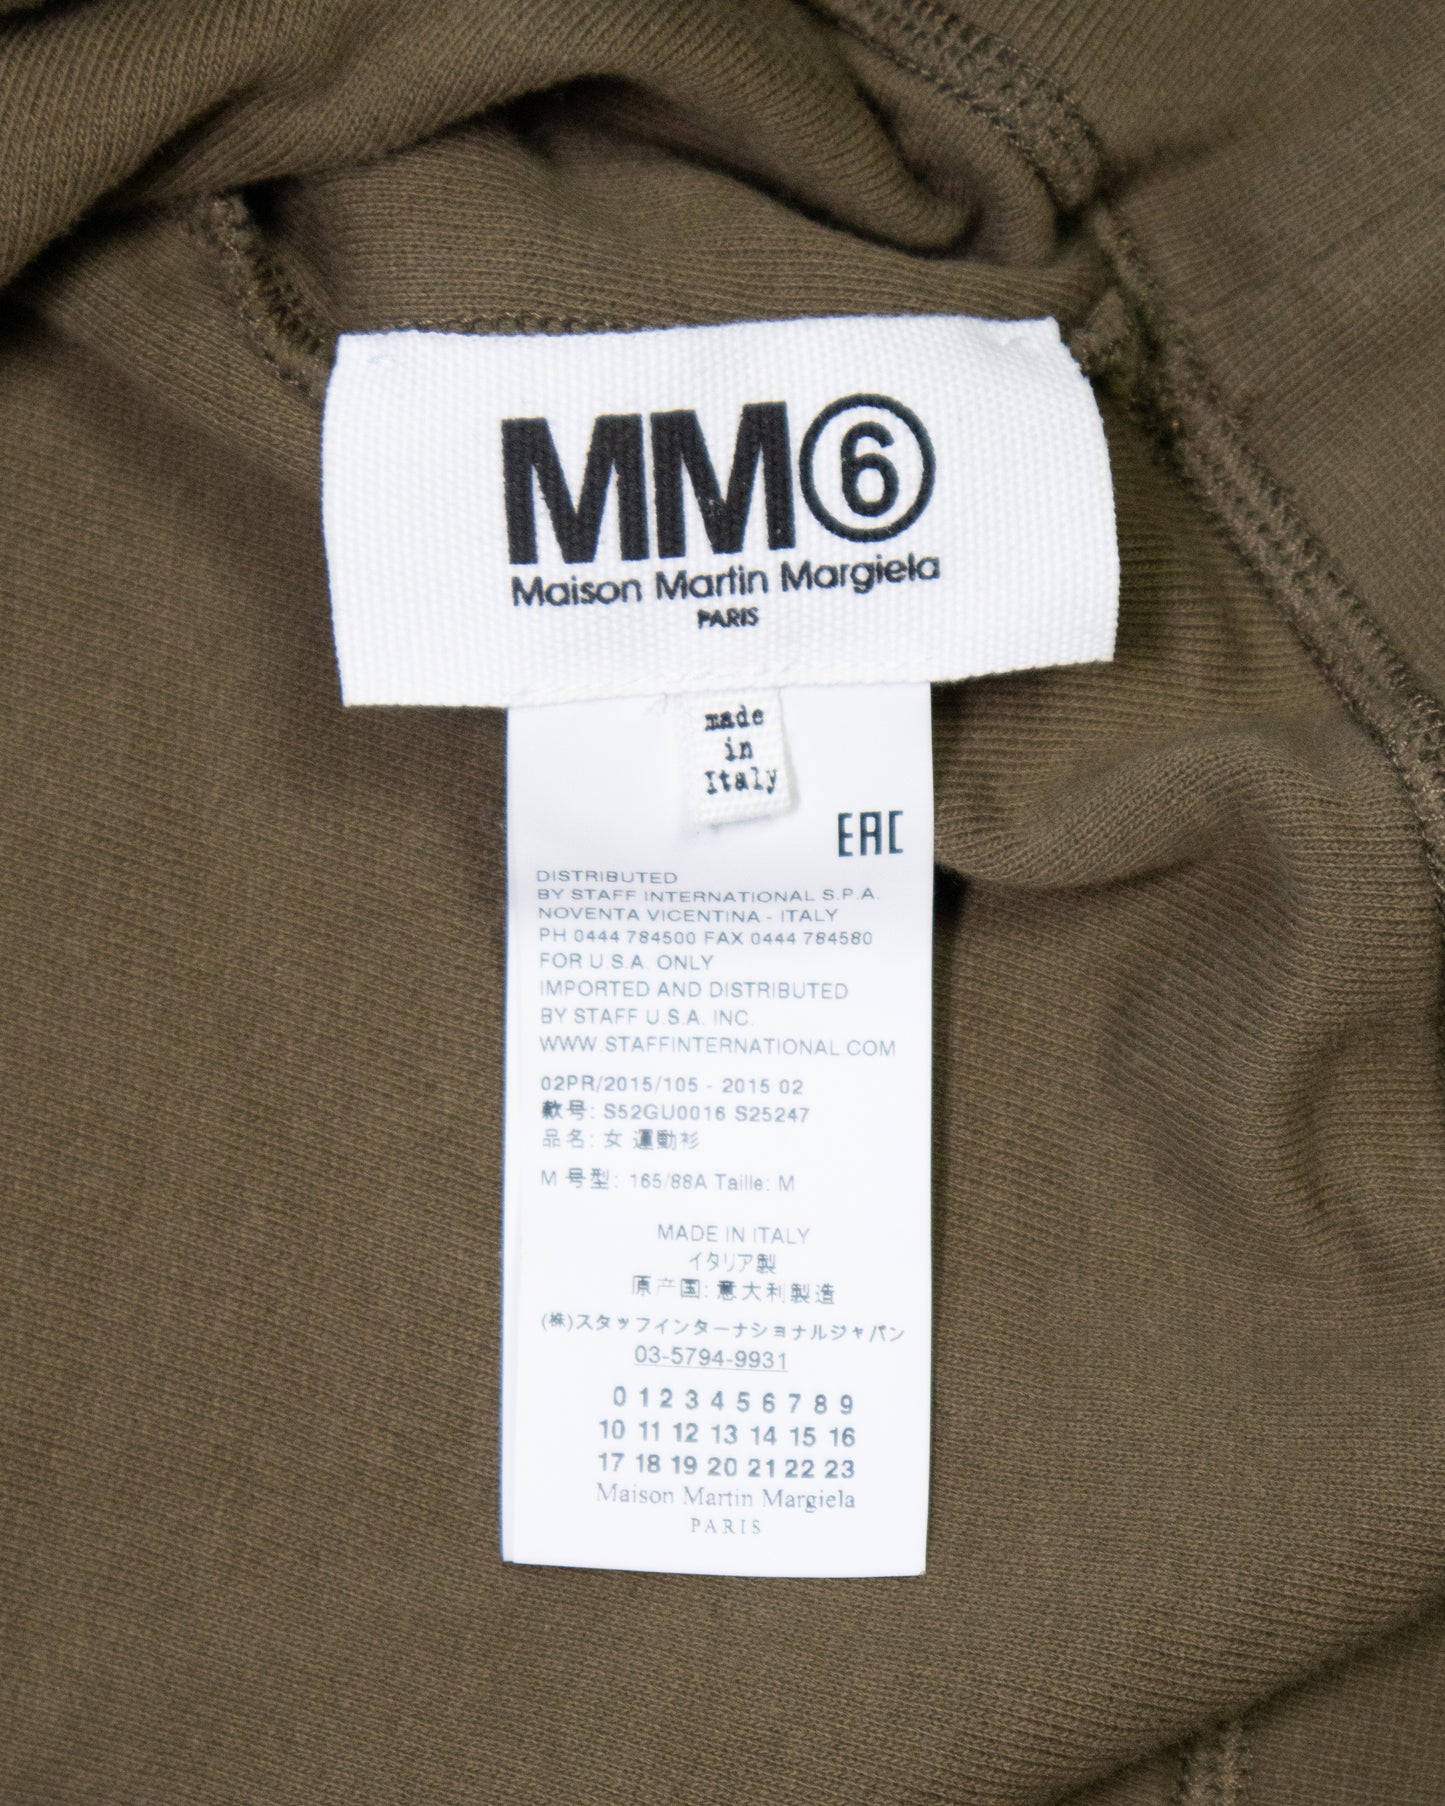 MM6
Maison Martin Margiela
PARIS
made
in
Italy
EAC
DISTRIBUTED
BY STAFF INTERNATIONAL S.P.A.
NOVENTA VICENTINA - ITALY
PH 0444 784500 FAX 0444 784580
FOR U.S.A. ONLY
IMPORTED AND DISTRIBUTED
BY STAFF U.S.A. INC.
WWW.STAFFINTERNATIONAL.COM
02PR/2015/105 - 2015 02
款号: S52GU0016 S25247
品名: 女 運動衫
M 号型: 165/88A Taille: M
MADE IN ITALY
イタリア製
原产国: 意大利製造
(株)スタッフインターナショナルジャパン
03-5794-9931
0 1 2 3 4 5 6 7 8 9
10 11 12 13 14 15 16
17 18 19 20 21 22 23
Maison Martin Margiela
PARIS